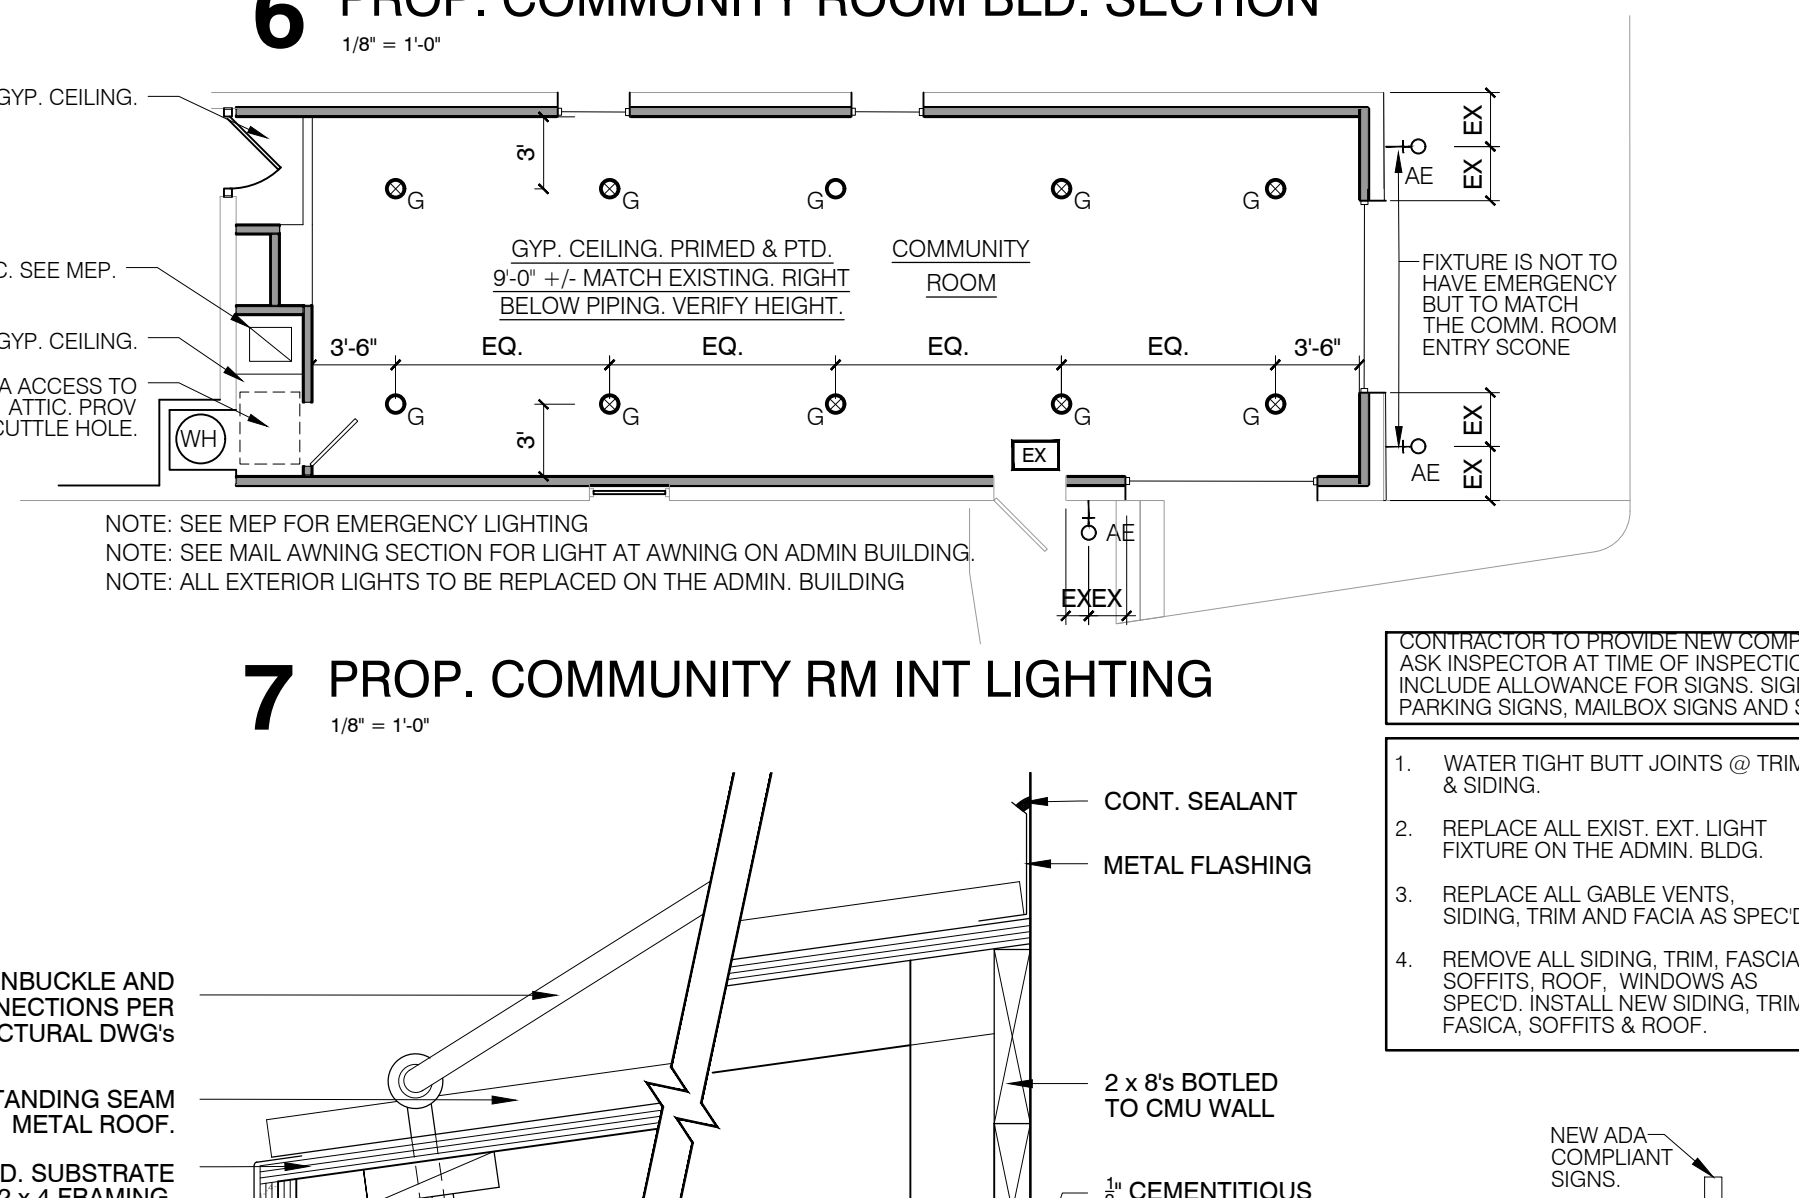 6 PROP. COMMUNITY ROOM BLD. SECTION
1/8" = 1'-0"
GYP. CEILING.
SEE MEP.
GYP. CEILING.
ACCESS TO
ATTIC. PROV
HOLE.
WH
3'
G
G
G
G
G
GYP. CEILING. PRIMED & PTD.
9'-0" +/- MATCH EXISTING. RIGHT
BELOW PIPING. VERIFY HEIGHT.
COMMUNITY
ROOM
3'-6"
EQ.
EQ.
EQ.
EQ.
3'-6"
G
G
G
G
G
3'
EX
EX
EX
AE
FIXTURE IS NOT TO
HAVE EMERGENCY
BUT TO MATCH
THE COMM. ROOM
ENTRY SCONE
EX
EX
AE
AE
EX
EX
NOTE: SEE MEP FOR EMERGENCY LIGHTING
NOTE: SEE MAIL AWNING SECTION FOR LIGHT AT AWNING ON ADMIN BUILDING.
NOTE: ALL EXTERIOR LIGHTS TO BE REPLACED ON THE ADMIN. BUILDING
7 PROP. COMMUNITY RM INT LIGHTING
1/8" = 1'-0"
CONTRACTOR TO PROVIDE NEW
ASK INSPECTOR AT TIME OF
INCLUDE ALLOWANCE FOR SIGNS.
PARKING SIGNS, MAILBOX SIGNS AND
1. WATER TIGHT BUTT JOINTS @ TRIM
& SIDING.
2. REPLACE ALL EXIST. EXT. LIGHT
FIXTURE ON THE ADMIN. BLDG.
3. REPLACE ALL GABLE VENTS,
SIDING, TRIM AND FACIA AS SPEC'D
4. REMOVE ALL SIDING, TRIM, FASCIA
SOFFITS, ROOF, WINDOWS AS
SPEC'D. INSTALL NEW SIDING, TRIM
FASICA, SOFFITS & ROOF.
CONT. SEALANT
METAL FLASHING
AND
PER
DWG's
SEAM
METAL ROOF.
SUBSTRATE
2 x 4 FRAMING.
2 x 8's BOTLED
TO CMU WALL
1/2" CEMENTITIOUS
NEW ADA
COMPLIANT
SIGNS.